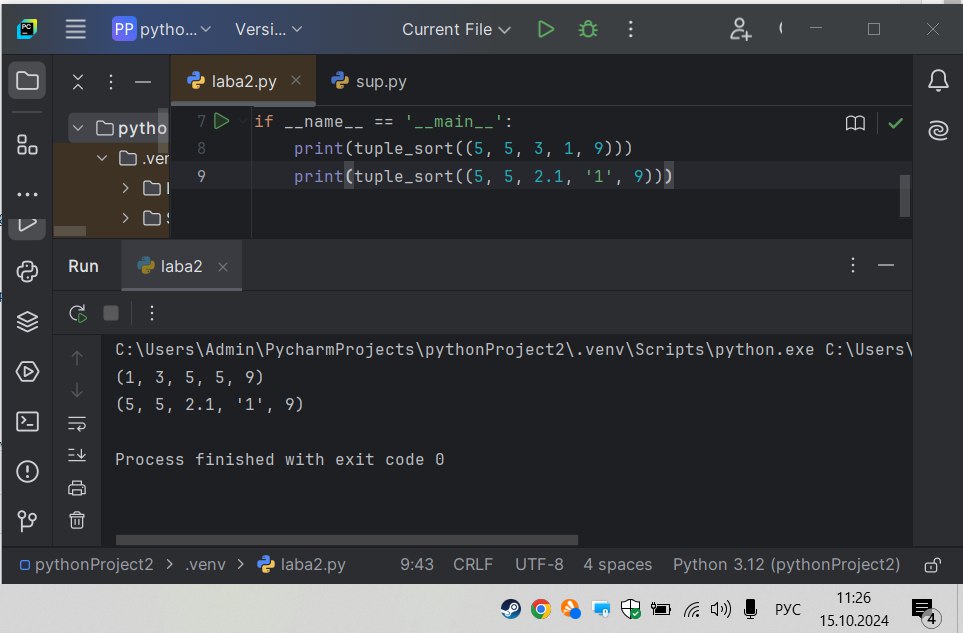 PP pytho... Versi... Current File
laba2.py sup.py
pytho
7 if __name__ == '__main__':
.ver
8 print(tuple_sort((5, 5, 3, 1, 9)))
9 print(tuple_sort((5, 5, 2.1, '1', 9)))
Run laba2
C:\Users\Admin\PycharmProjects\pythonProject2\.venv\Scripts\python.exe C:\Users\
(1, 3, 5, 5, 9)
(5, 5, 2.1, '1', 9)
Process finished with exit code 0
pythonProject2 > .venv > laba2.py 9:43 CRLF UTF-8 4 spaces Python 3.12 (pythonProject2)
РУС
11:26
15.10.2024
4